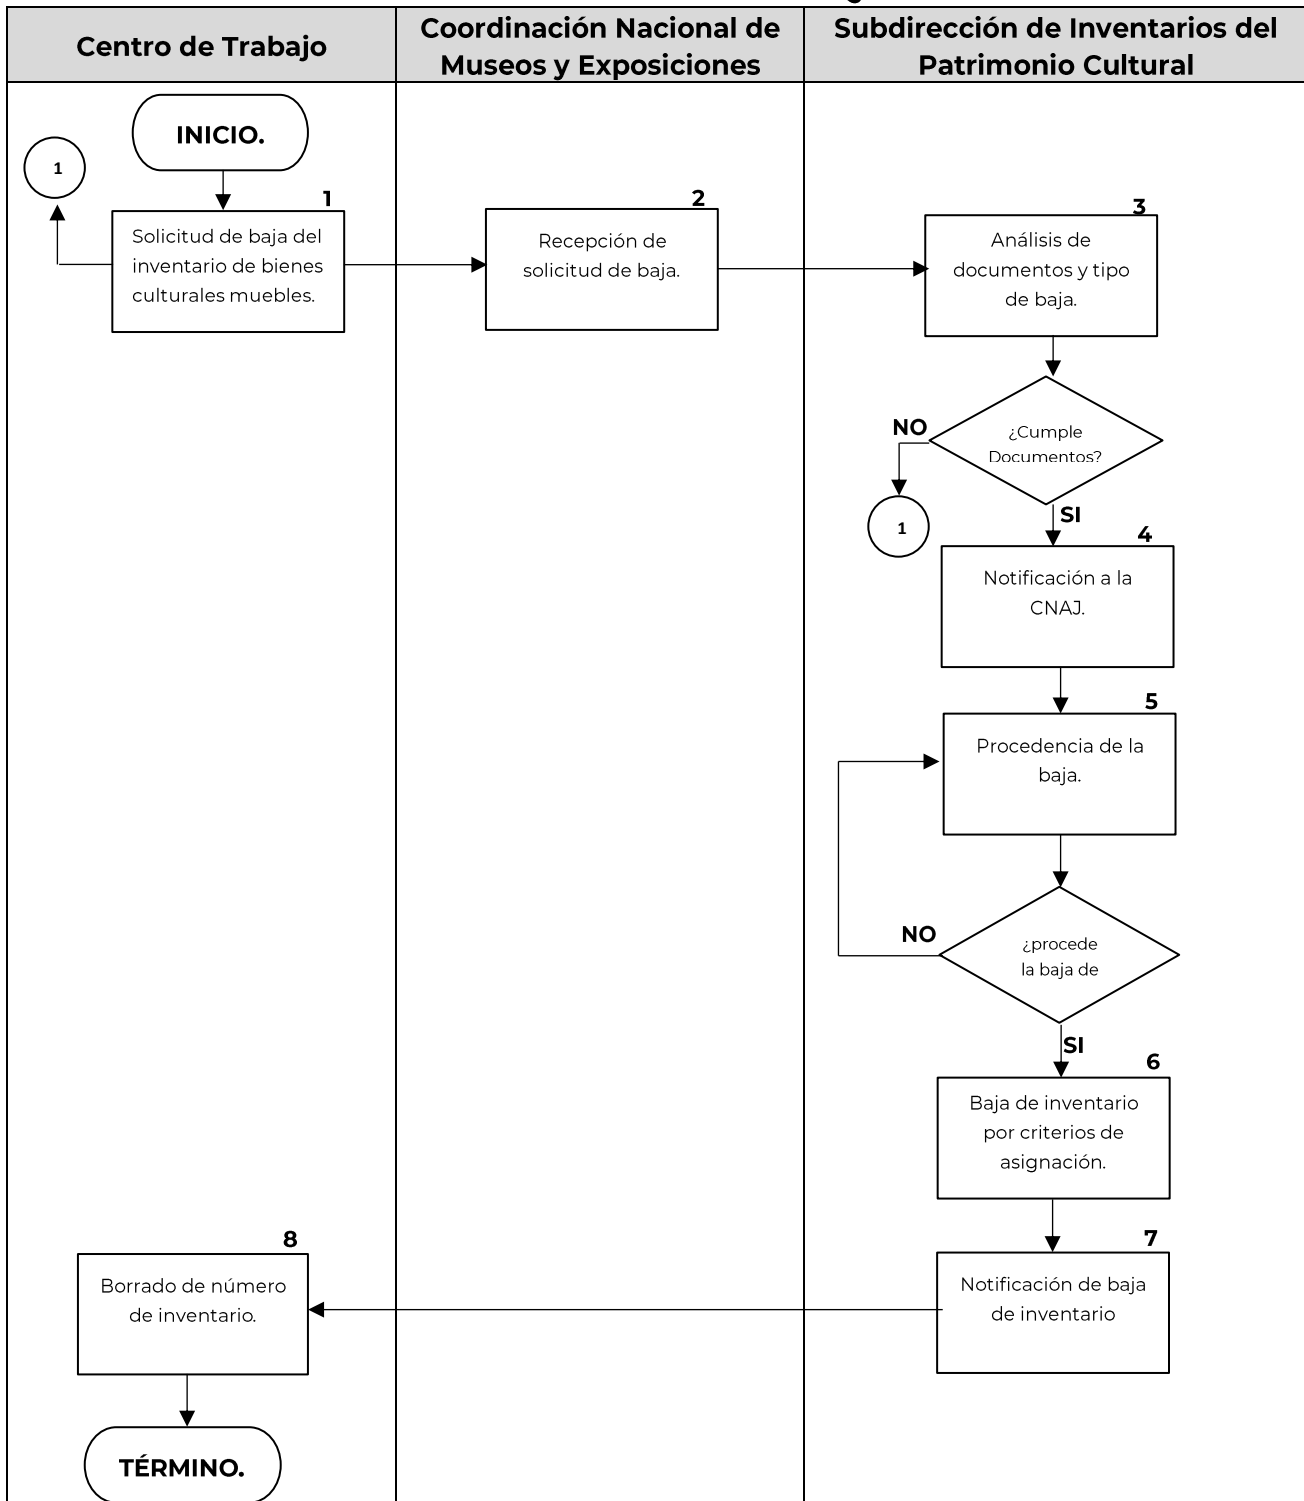 Centro de Trabajo
Coordinación Nacional de
Museos y Exposiciones
Subdirección de Inventarios del
Patrimonio Cultural
INICIO.
1
1
Solicitud de baja del
inventario de bienes
culturales muebles.
2
Recepción de
solicitud de baja.
3
Análisis de
documentos y tipo
de baja.
¿Cumple
Documentos?
NO
1
SI
4
Notificación a la
CNAJ.
5
Procedencia de la
baja.
¿procede
la baja de
NO
SI
6
Baja de inventario
por criterios de
asignación.
7
Notificación de baja
de inventario
8
Borrado de número
de inventario.
TÉRMINO.